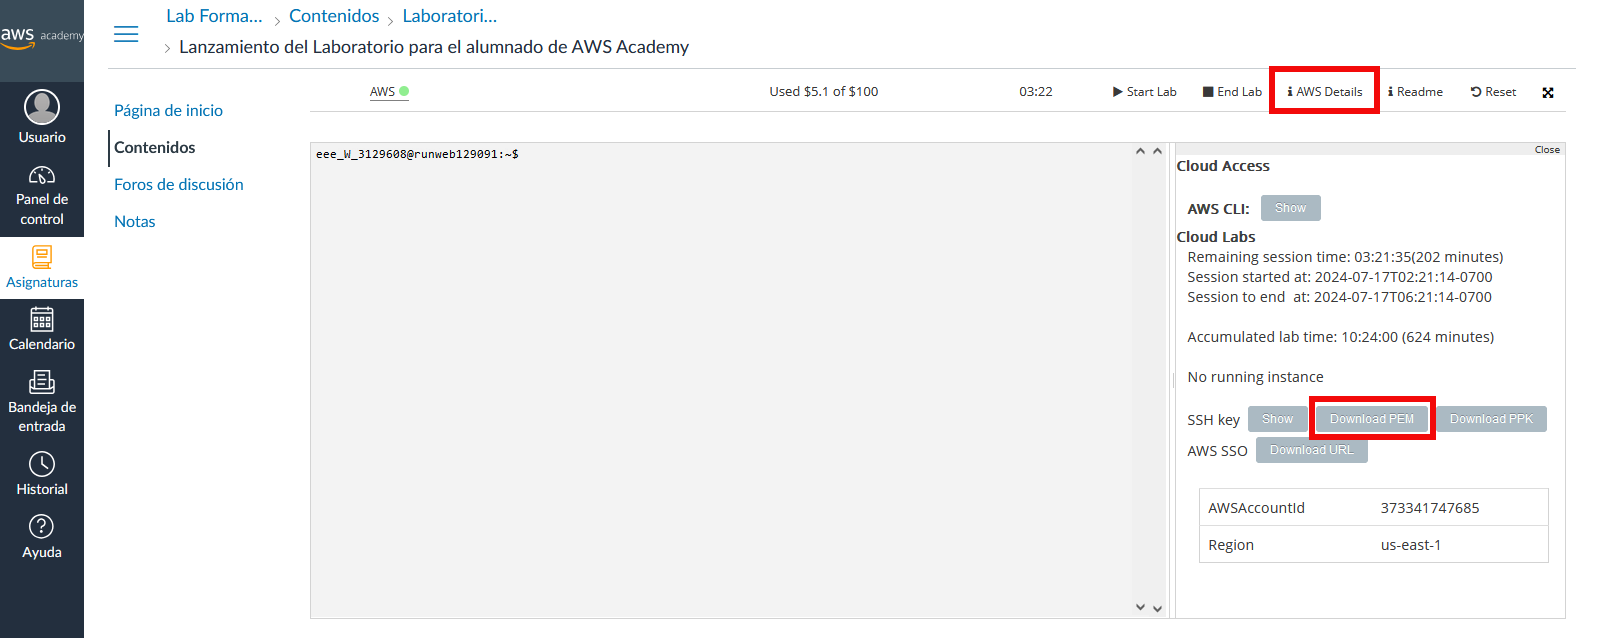 aws academy
Usuario
Panel de
control
Asignaturas
Calendario
Bandeja de
entrada
Historial
Ayuda
Lab Forma... > Contenidos > Laboratori...
> Lanzamiento del Laboratorio para el alumnado de AWS Academy
Página de inicio
Contenidos
Foros de discusión
Notas
AWS Used $5.1 of $100 03:22 Start Lab End Lab AWS Details Readme Reset
eee_W_3129608@runweb129091:~$
Close
Cloud Access
AWS CLI: Show
Cloud Labs
Remaining session time: 03:21:35(202 minutes)
Session started at: 2024-07-17T02:21:14-0700
Session to end at: 2024-07-17T06:21:14-0700
Accumulated lab time: 10:24:00 (624 minutes)
No running instance
SSH key Show Download PEM Download PPK
AWS SSO Download URL
AWSAccountId 373341747685
Region us-east-1